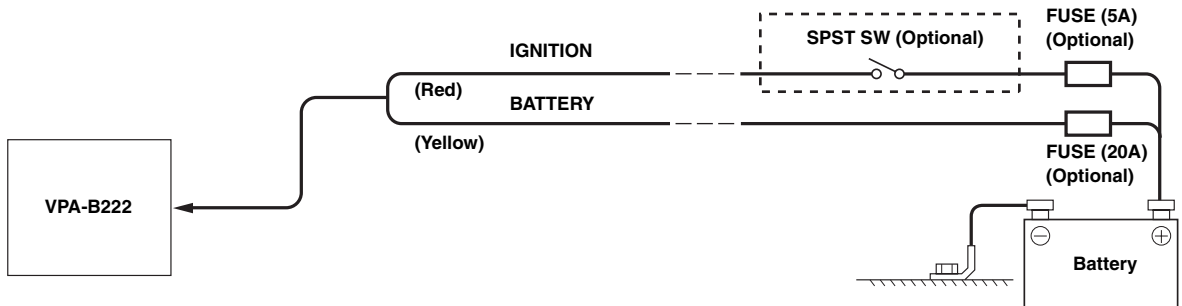 FUSE (5A)
(Optional)
SPST SW (Optional)
IGNITION
(Red)
BATTERY
(Yellow)
FUSE (20A)
(Optional)
VPA-B222
Battery